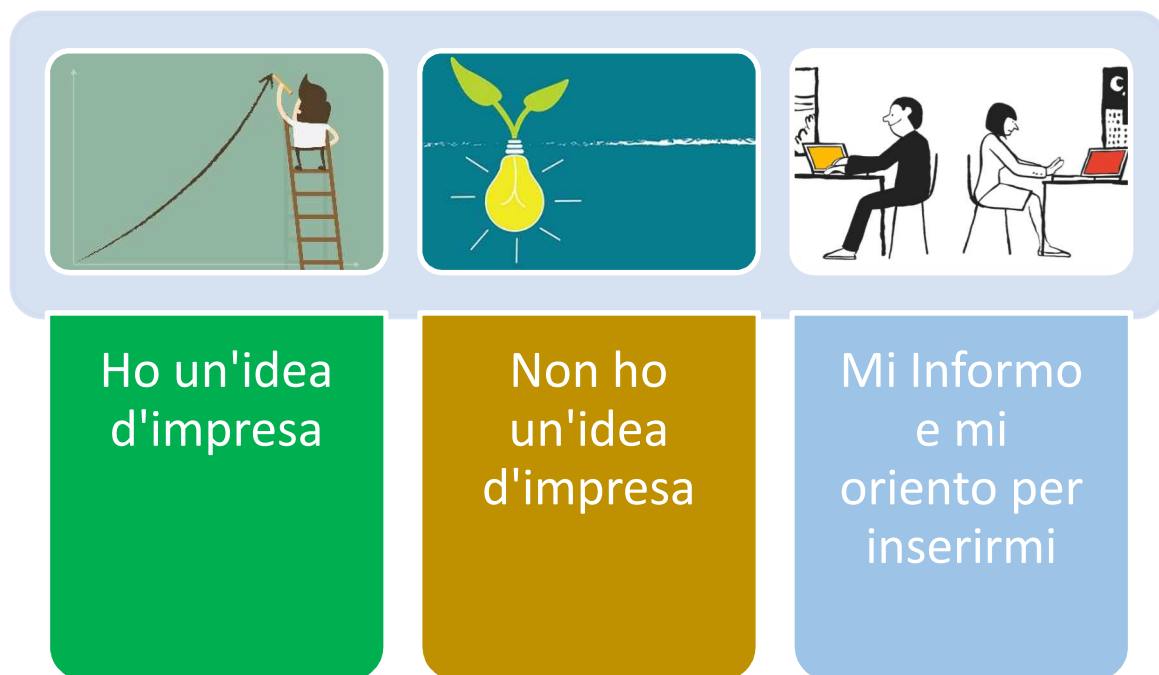 Ho un'idea
d'impresa
Non ho
un'idea
d'impresa
Mi Informo
e mi
oriento per
inserirmi